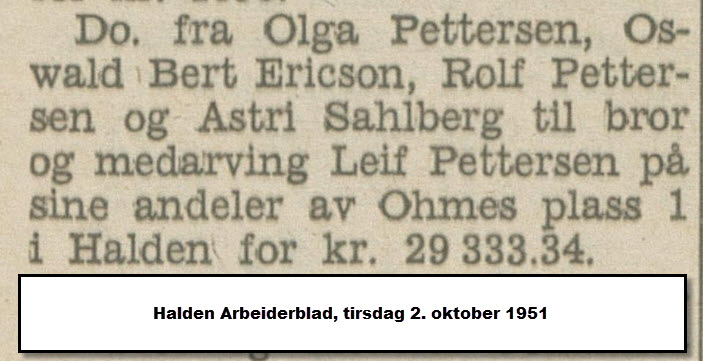 Do. fra Olga Pettersen, Os-
wald Bert Ericson, Rolf Petter-
sen og Astri Sahlberg til bror
og medarving Leif Pettersen på
sine andeler av Ohmes plass 1
i Halden for kr. 29 333.34.
Halden Arbeiderblad, tirsdag 2. oktober 1951